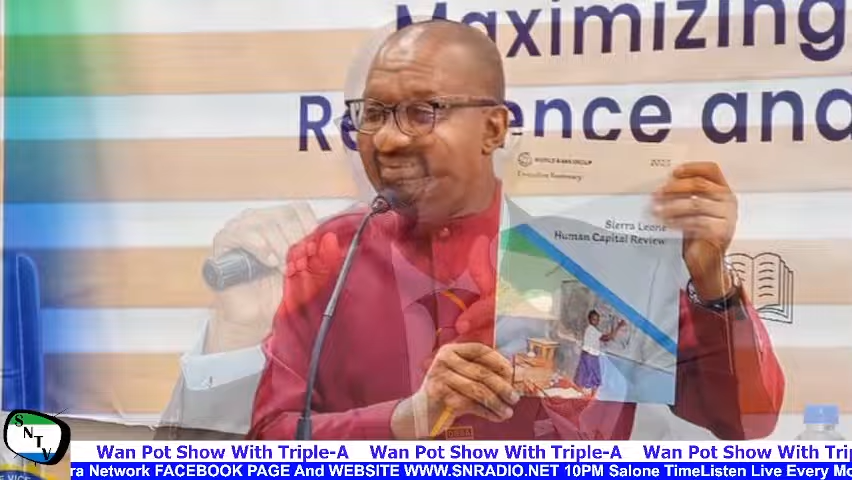 Maximizing
Re ence and
WORLD BANK GROUP
Executive Summary
Sierra Leone
Human Capital Review
SNTV
Wan Pot Show With Triple-A Wan Pot Show With Triple-A Wan Pot Show With Trip
ra Network FACEBOOK PAGE And WEBSITE WWW.SNRADIO.NET 10PM Salone TimeListen Live Every Mo